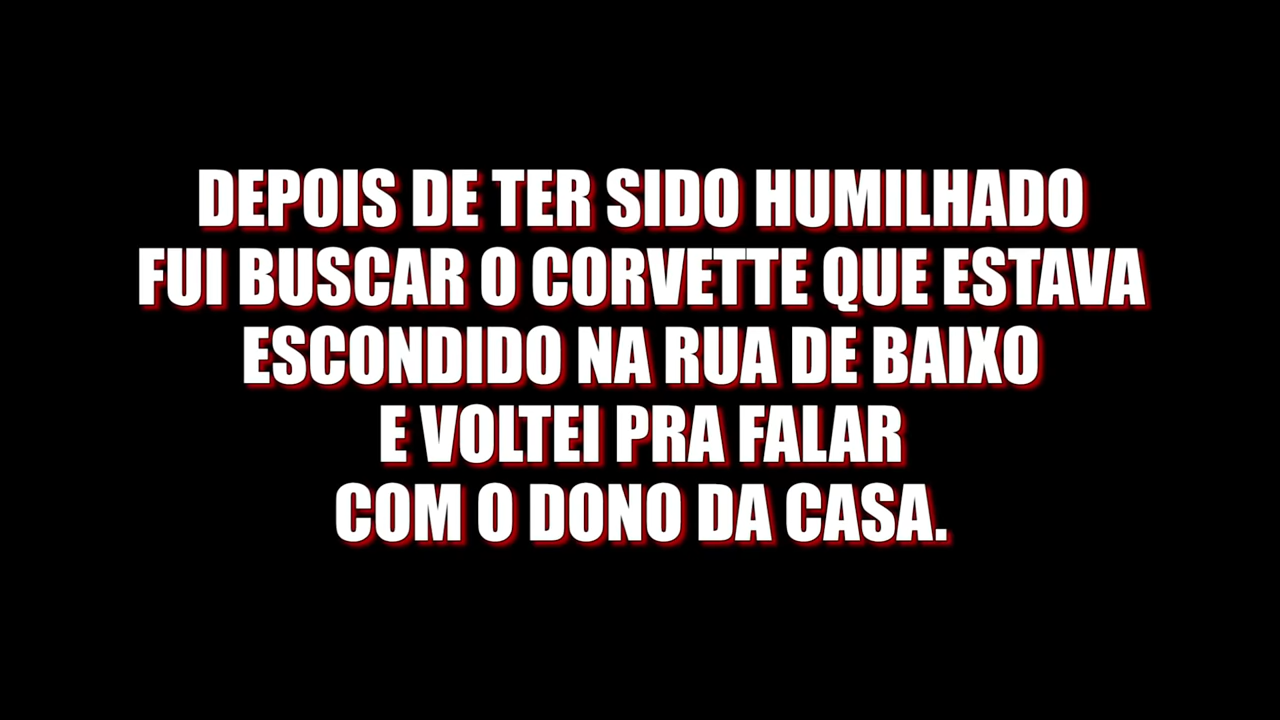 DEPOIS DE TER SIDO HUMILHADO
FUI BUSCAR O CORVETTE QUE ESTAVA
ESCONDIDO NA RUA DE BAIXO
E VOLTEI PRA FALAR
COM O DONO DA CASA.